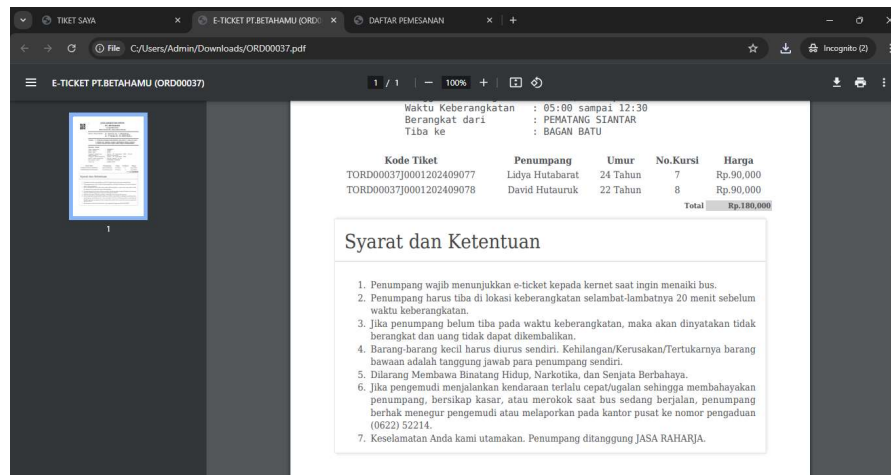 TIKET SAYA
E-TICKET PT.BETAHAMU (ORD0
DAFTAR PEMESANAN
File C:/Users/Admin/Downloads/ORD00037.pdf
Incognito (2)
E-TICKET PT.BETAHAMU (ORD00037)
1 / 1
100%
Waktu Keberangkatan : 05:00 sampai 12:30
Berangkat dari : PEMATANG SIANTAR
Tiba ke : BAGAN BATU
Kode Tiket Penumpang Umur No.Kursi Harga
TORD00037J0001202409077 Lidya Hutabarat 24 Tahun 7 Rp.90,000
TORD00037J0001202409078 David Hutauruk 22 Tahun 8 Rp.90,000
Total Rp.180,000
1
Syarat dan Ketentuan
1. Penumpang wajib menunjukkan e-ticket kepada kernet saat ingin menaiki bus.
2. Penumpang harus tiba di lokasi keberangkatan selambat-lambatnya 20 menit sebelum
waktu keberangkatan.
3. Jika penumpang belum tiba pada waktu keberangkatan, maka akan dinyatakan tidak
berangkat dan uang tidak dapat dikembalikan.
4. Barang-barang kecil harus diurus sendiri. Kehilangan/Kerusakan/Tertukarnya barang
bawaan adalah tanggung jawab para penumpang sendiri.
5. Dilarang Membawa Binatang Hidup, Narkotika, dan Senjata Berbahaya.
6. Jika pengemudi menjalankan kendaraan terlalu cepat/ugalan sehingga membahayakan
penumpang, bersikap kasar, atau merokok saat bus sedang berjalan, penumpang
berhak menegur pengemudi atau melaporkan pada kantor pusat ke nomor pengaduan
(0622) 52214.
7. Keselamatan Anda kami utamakan. Penumpang ditanggung JASA RAHARJA.